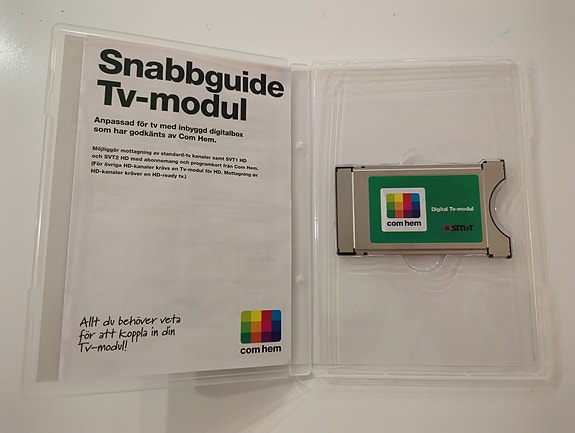 Snabbguide
Tv-modul
Anpassad för tv med inbyggd digitalbox
som har godkänts av Com Hem.
Möjliggör mottagning av standard-tv kanaler samt SVT1 HD
och SVT2 HD med abonnemang och programkort från Com Hem.
(För övriga HD-kanaler krävs en Tv-modul för HD. Mottagning av
HD-kanaler kräver en HD-ready tv.)
Allt du behöver veta
för att koppla in din
Tv-modul!
com hem
com hem
Digital Tv-modul
SMiT